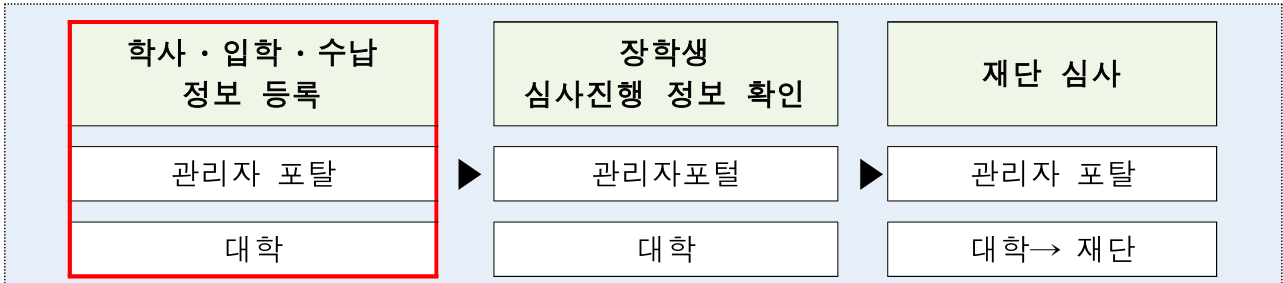 학사 · 입학 · 수납
정보 등록
장학생
심사진행 정보 확인
재단 심사
관리자 포탈
▶
관리자포털
▶
관리자 포탈
대학
대학
대학→ 재단